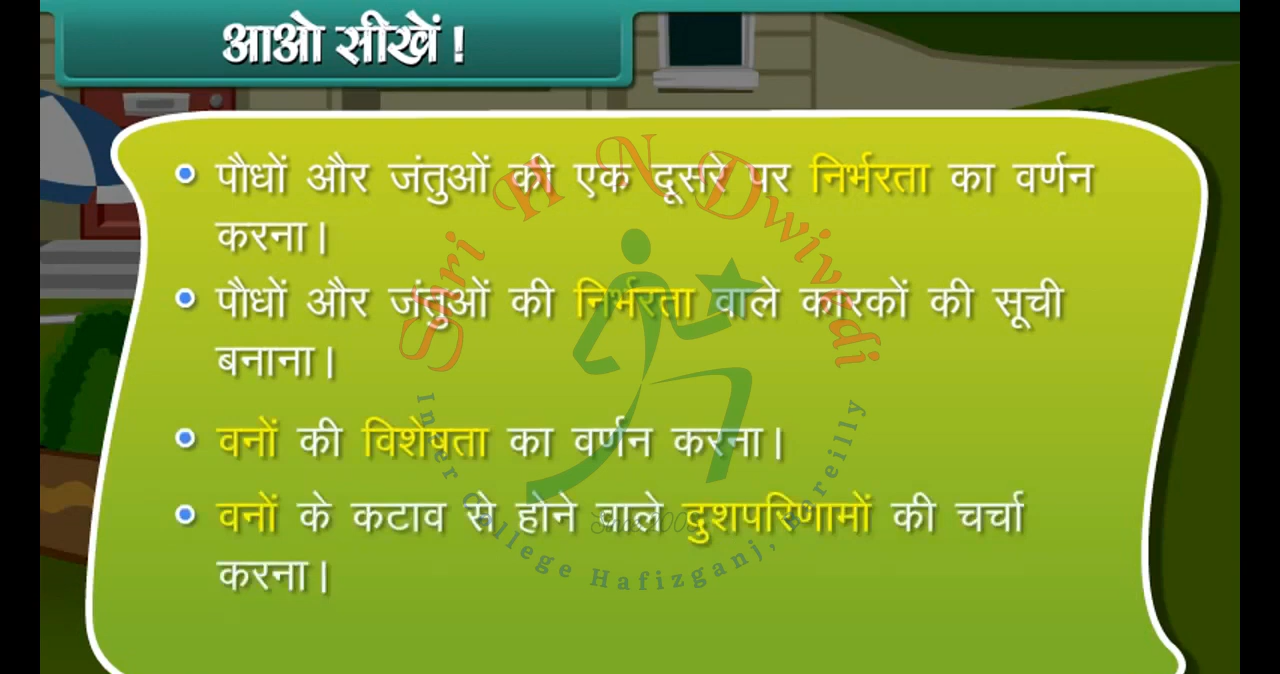 आओ सीखें!
पौधों और जंतुओं की एक दूसरे पर निर्भरता का वर्णन
करना।
पौधों और जंतुओं की निर्भरता वाले कारकों की सूची
बनाना।
वनों की विशेषता का वर्णन करना।
वनों के कटाव से होने वाले दुशपरिणामों की चर्चा
करना।
Shri H N Dwivedi
Inter College Hafizganj, Bareilly